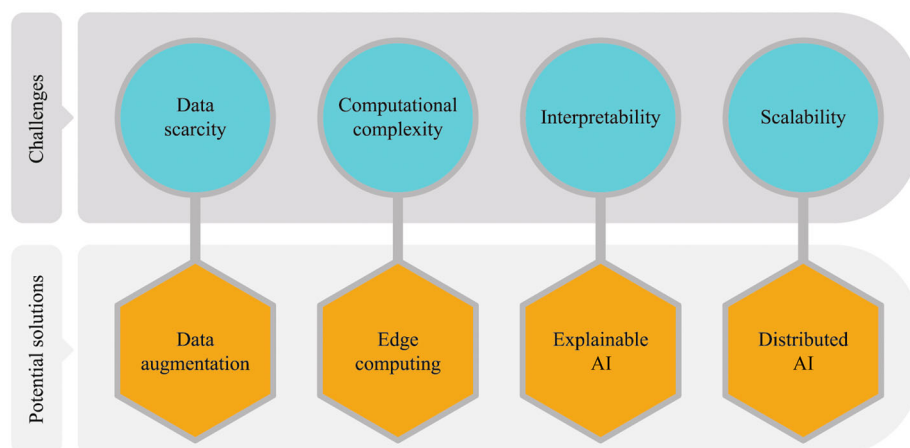 Challenges
Data
scarcity
Computational
complexity
Interpretability
Scalability
Potential solutions
Data
augmentation
Edge
computing
Explainable
AI
Distributed
AI